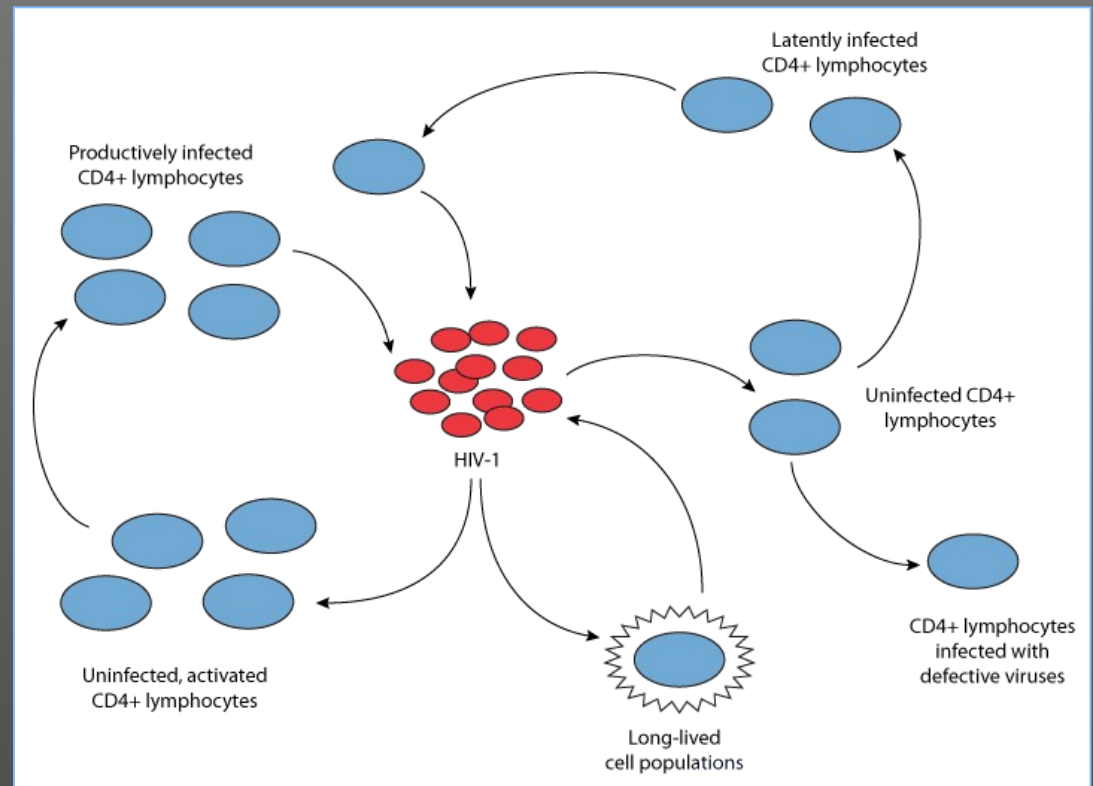 Latently infected
CD4+ lymphocytes
Productively infected
CD4+ lymphocytes
Uninfected CD4+
lymphocytes
HIV-1
CD4+ lymphocytes
infected with
defective viruses
Uninfected, activated
CD4+ lymphocytes
Long-lived
cell populations